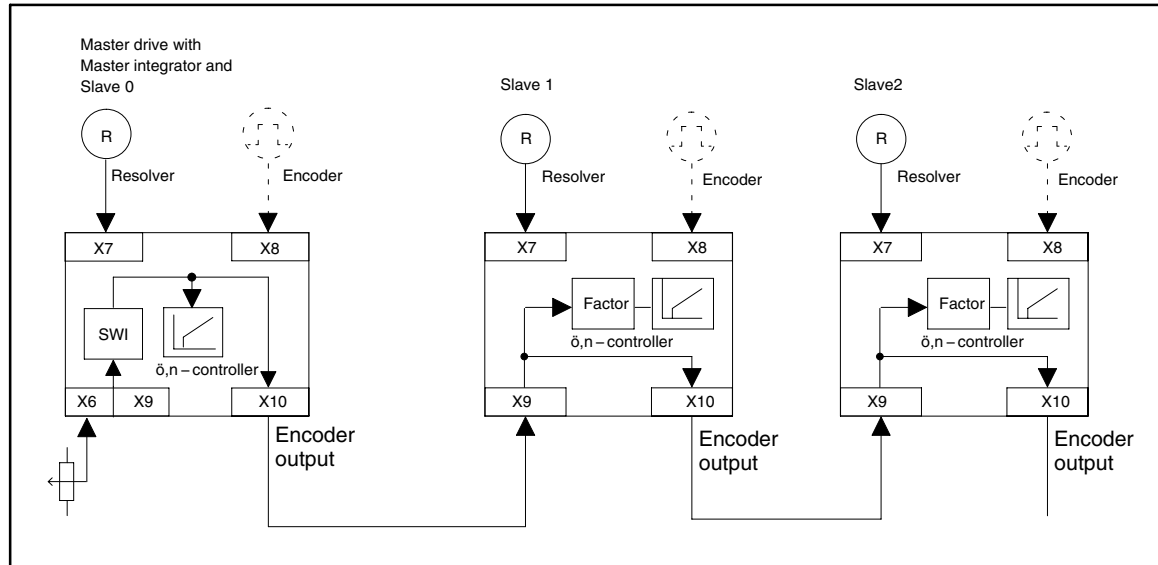 Master drive with
Master integrator and
Slave 0
Slave 1
Slave2
R
R
R
Resolver
Encoder
Resolver
Encoder
Resolver
Encoder
X7
X8
X7
X8
X7
X8
SWI
ö,n – controller
Factor
ö,n – controller
Factor
ö,n – controller
X6
X9
X10
X9
X10
X9
X10
Encoder
output
Encoder
output
Encoder
output